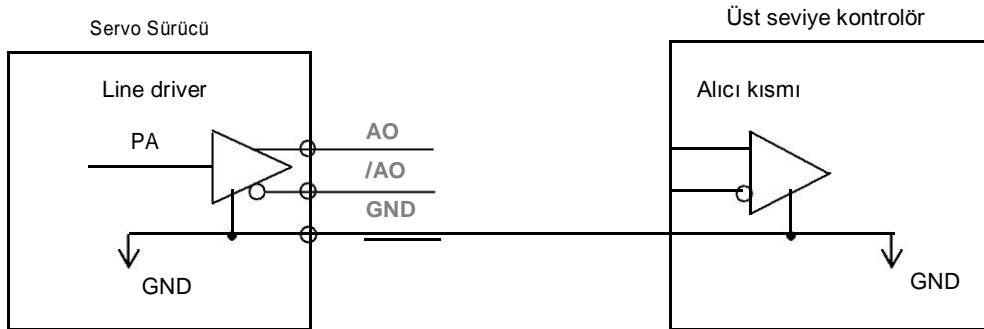 Servo Sürücü
Üst seviye kontrolör
Line driver
Alıcı kısmı
PA
AO
/AO
GND
GND
GND